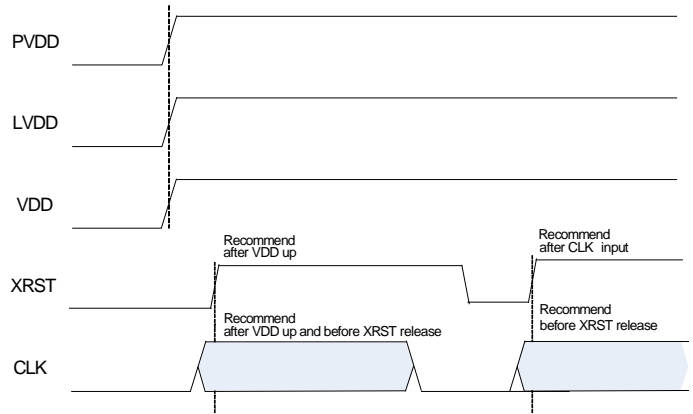 PVDD
LVDD
VDD
Recommend
after VDD up
Recommend
after CLK input
XRST
Recommend
after VDD up and before XRST release
Recommend
before XRST release
CLK